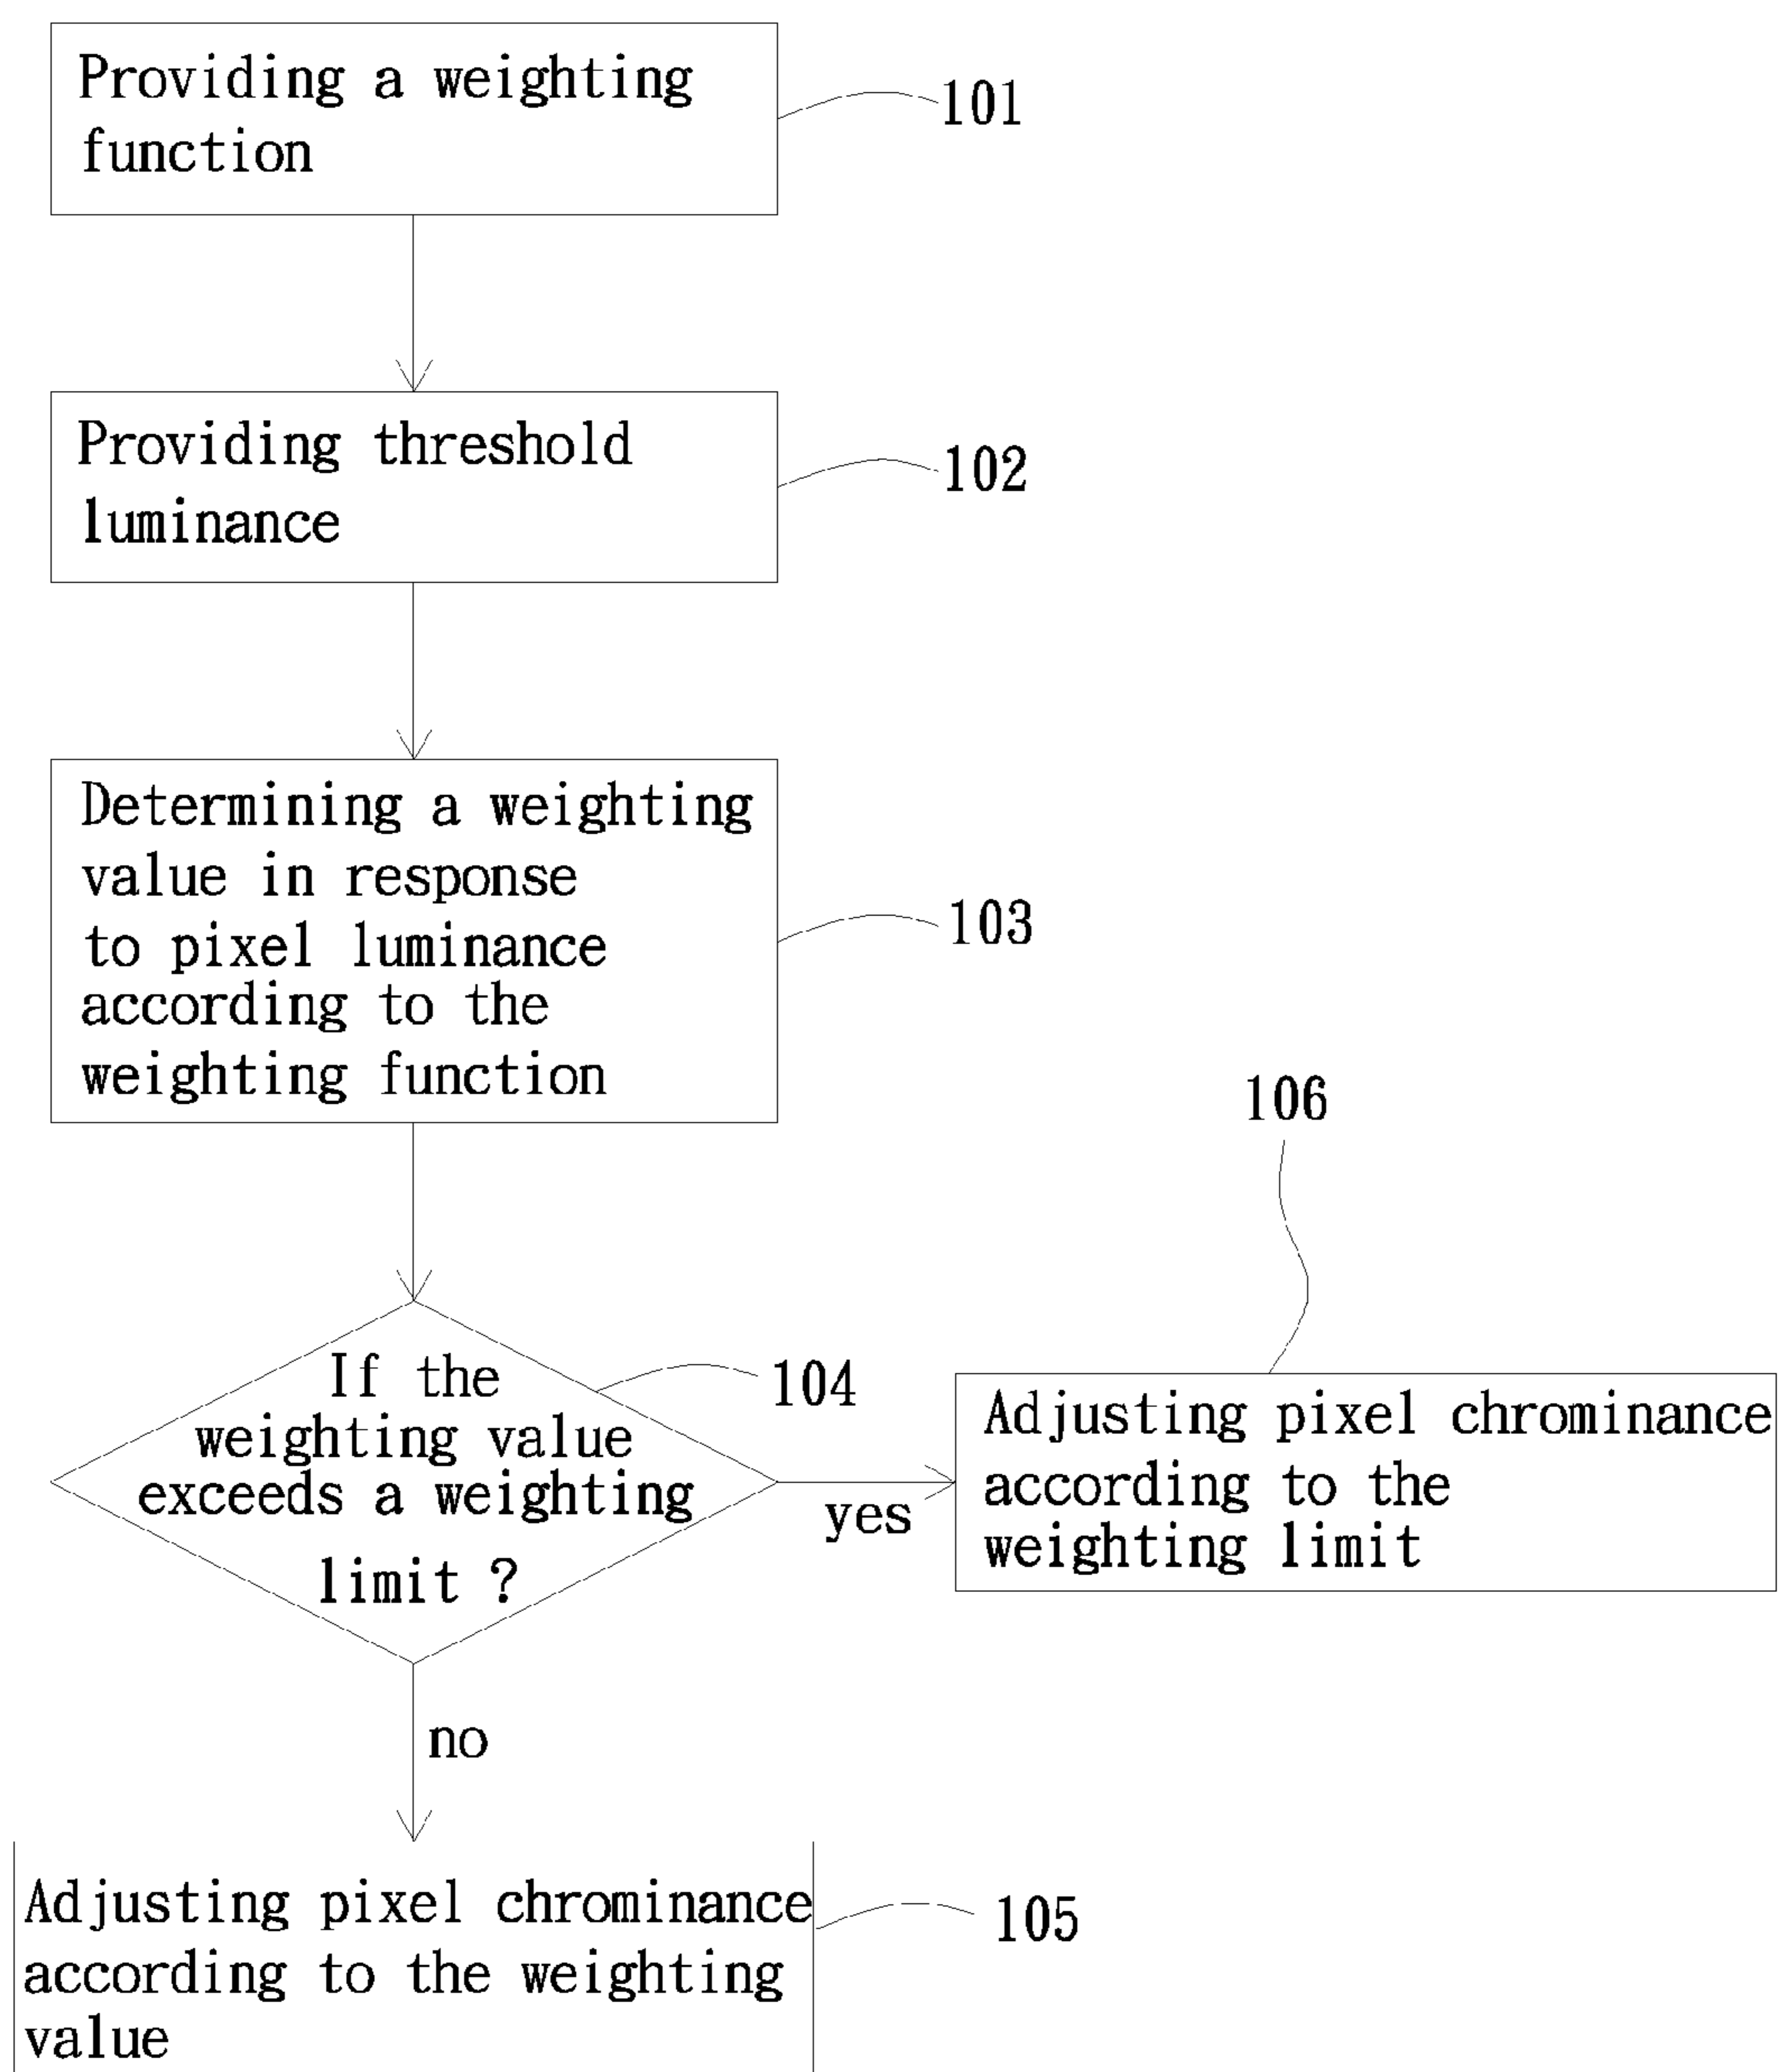 Providing a weighting
function
101
Providing threshold
luminance
102
Determining a weighting
value in response
to pixel luminance
according to the
weighting function
103
106
If the
weighting value
exceeds a weighting
limit ?
104
yes
Adjusting pixel chrominance
according to the
weighting limit
no
Adjusting pixel chrominance
according to the weighting
value
105